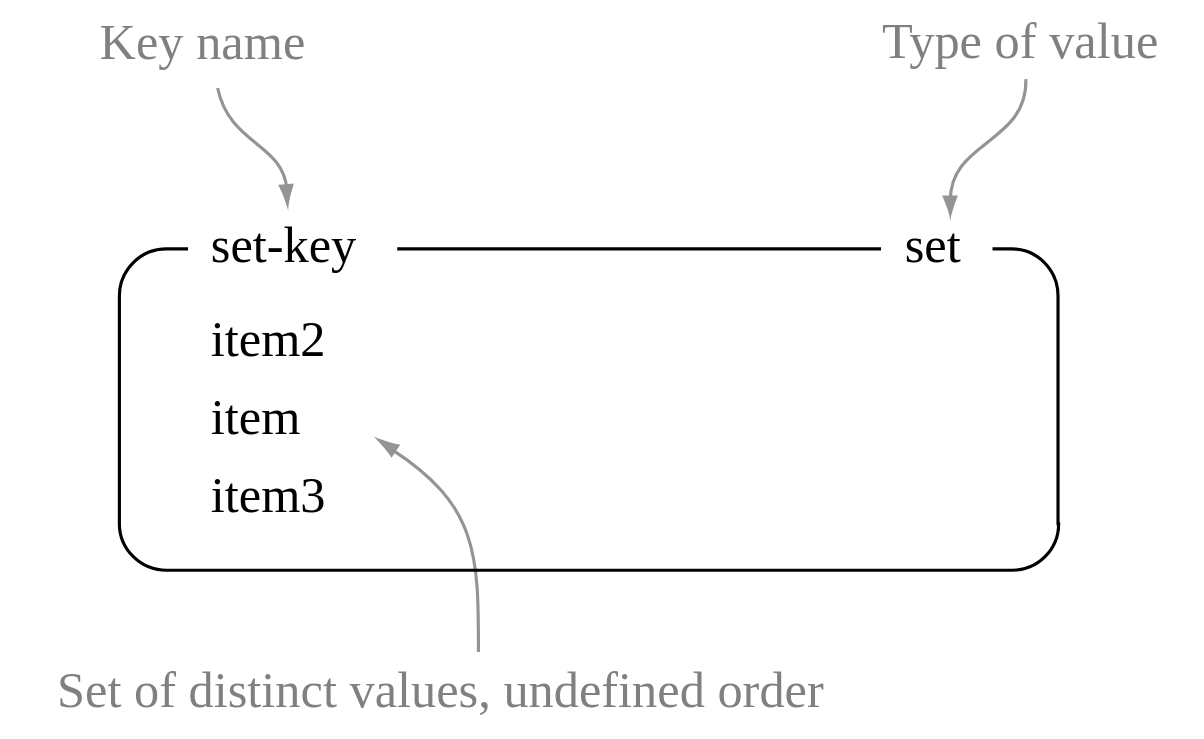 Key name
Type of value
set-key
set
item2
item
item3
Set of distinct values, undefined order